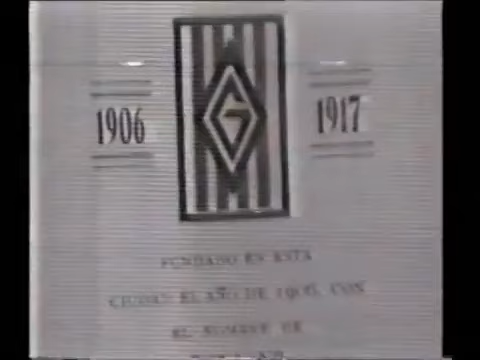 1906
G
1917
FUNDADO EN ESTA
CIUDAD EL AÑO DE 1906, CON
EL NOMBRE DE